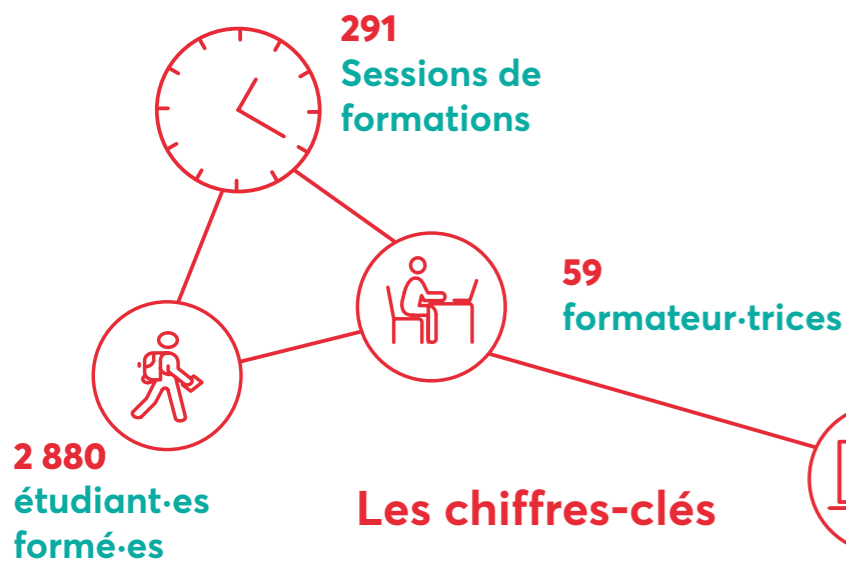 291
Sessions de
formations
59
formateur·trices
2 880
étudiant·es
formé·es
Les chiffres-clés